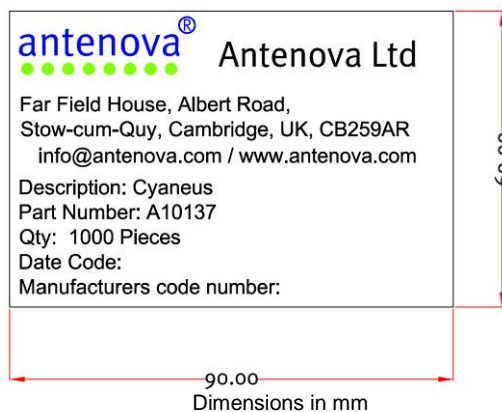 antenova® Antenova Ltd
Far Field House, Albert Road,
Stow-cum-Quy, Cambridge, UK, CB259AR
info@antenova.com / www.antenova.com
Description: Cyaneus
Part Number: A10137
Qty: 1000 Pieces
Date Code:
Manufacturers code number:
90.00
Dimensions in mm